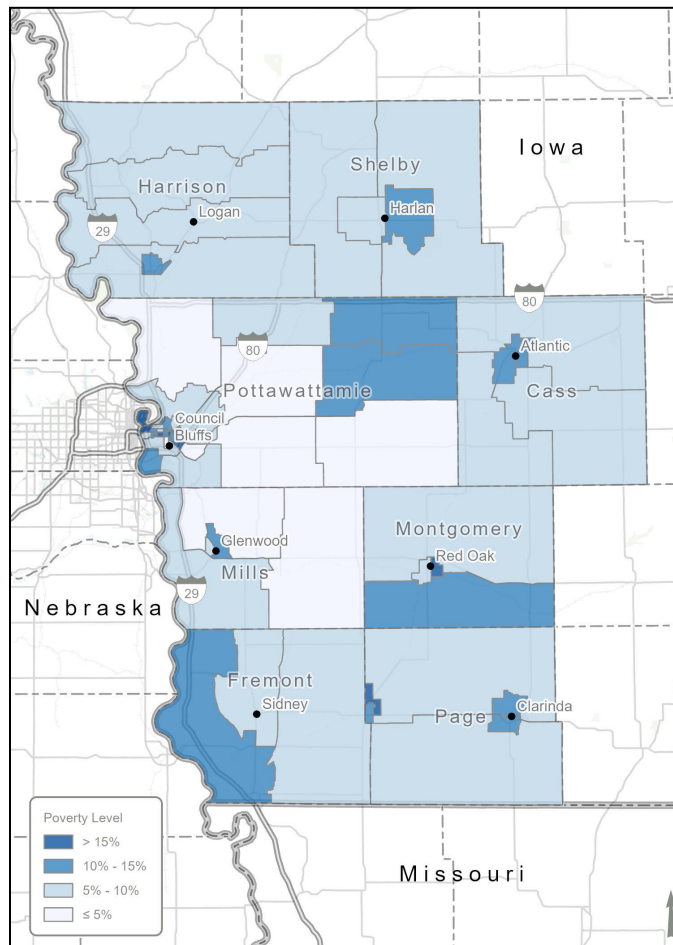 Iowa
Shelby
Harrison
Logan
Harlan
29
80
80
Atlantic
Pottawattamie
Cass
Council
Bluffs
Montgomery
Glenwood
Red Oak
Mills
29
Nebraska
Fremont
Sidney
Clarinda
Page
Poverty Level
> 15%
10% - 15%
5% - 10%
≤ 5%
Missouri